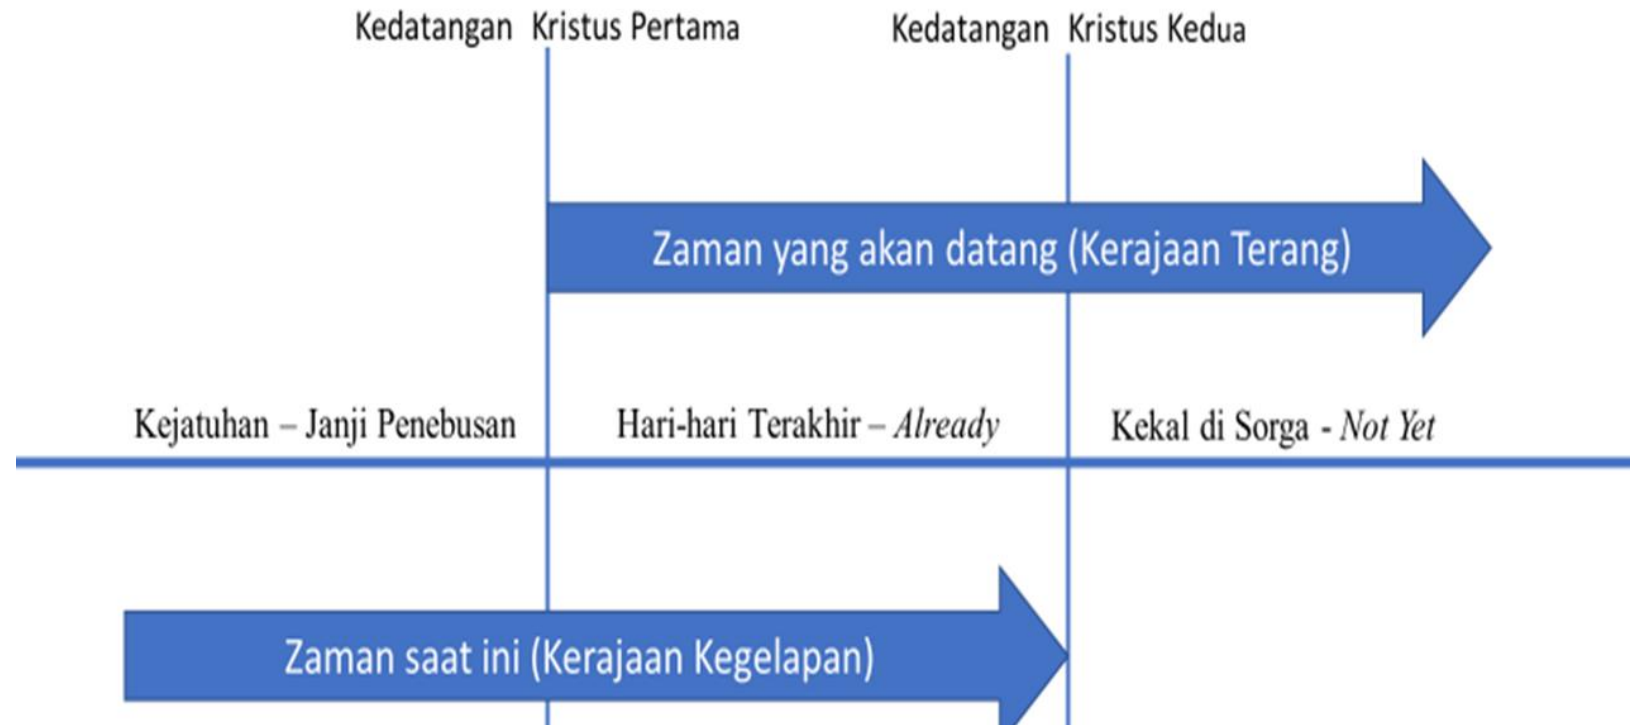 Kedatangan Kristus Pertama
Kedatangan Kristus Kedua
Zaman yang akan datang (Kerajaan Terang)
Kejatuhan – Janji Penebusan
Hari-hari Terakhir – Already
Kekal di Sorga - Not Yet
Zaman saat ini (Kerajaan Kegelapan)